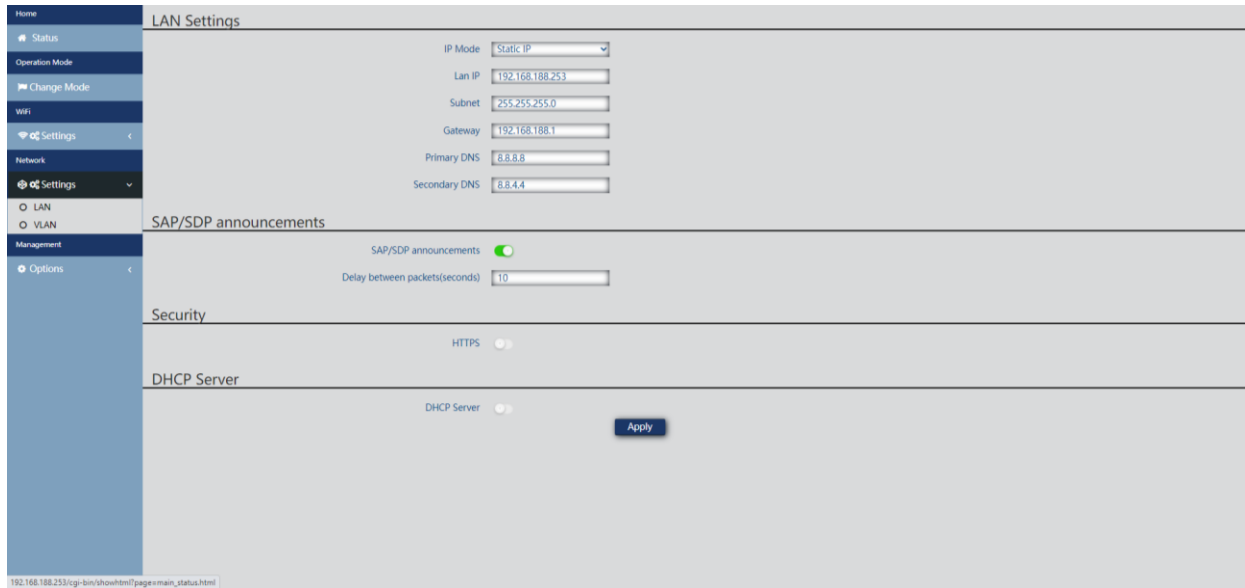 Home
Status
Operation Mode
Change Mode
WiFi
Settings
Network
Settings
LAN
VLAN
Management
Options
LAN Settings
IP Mode Static IP
Lan IP 192.168.188.253
Subnet 255.255.255.0
Gateway 192.168.188.1
Primary DNS 8.8.8.8
Secondary DNS 8.8.4.4
SAP/SDP announcements
SAP/SDP announcements
Delay between packets(seconds) 10
Security
HTTPS
DHCP Server
DHCP Server
Apply
192.168.188.253/cgi-bin/showhtml?page=main_status.html